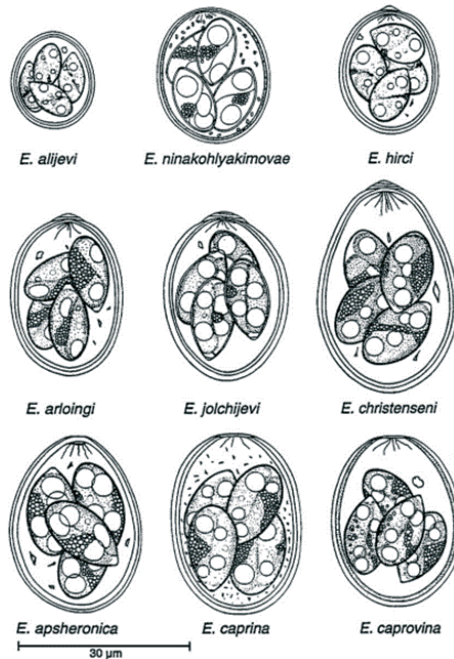 E. alijevi
E. ninakohlyakimovae
E. hirci
E. arloingi
E. jolchijevi
E. christenseni
E. apsheronica
E. caprina
E. caprovina
30 µm